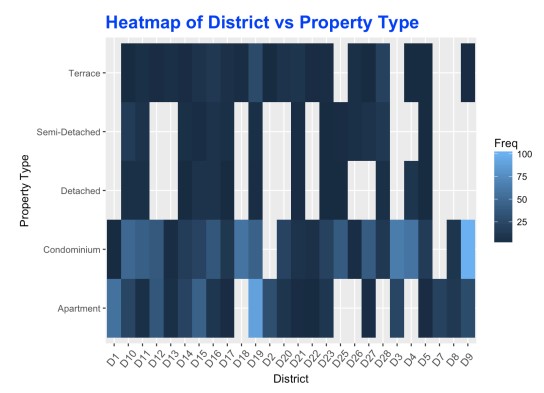 Heatmap of District vs Property Type
Property Type
Terrace
Semi-Detached
Detached
Condominium
Apartment
D1 D10 D11 D12 D13 D14 D15 D16 D17 D18 D19 D2 D20 D21 D22 D23 D25 D26 D27 D28 D3 D4 D5 D7 D8 D9
District
Freq
100
75
50
25